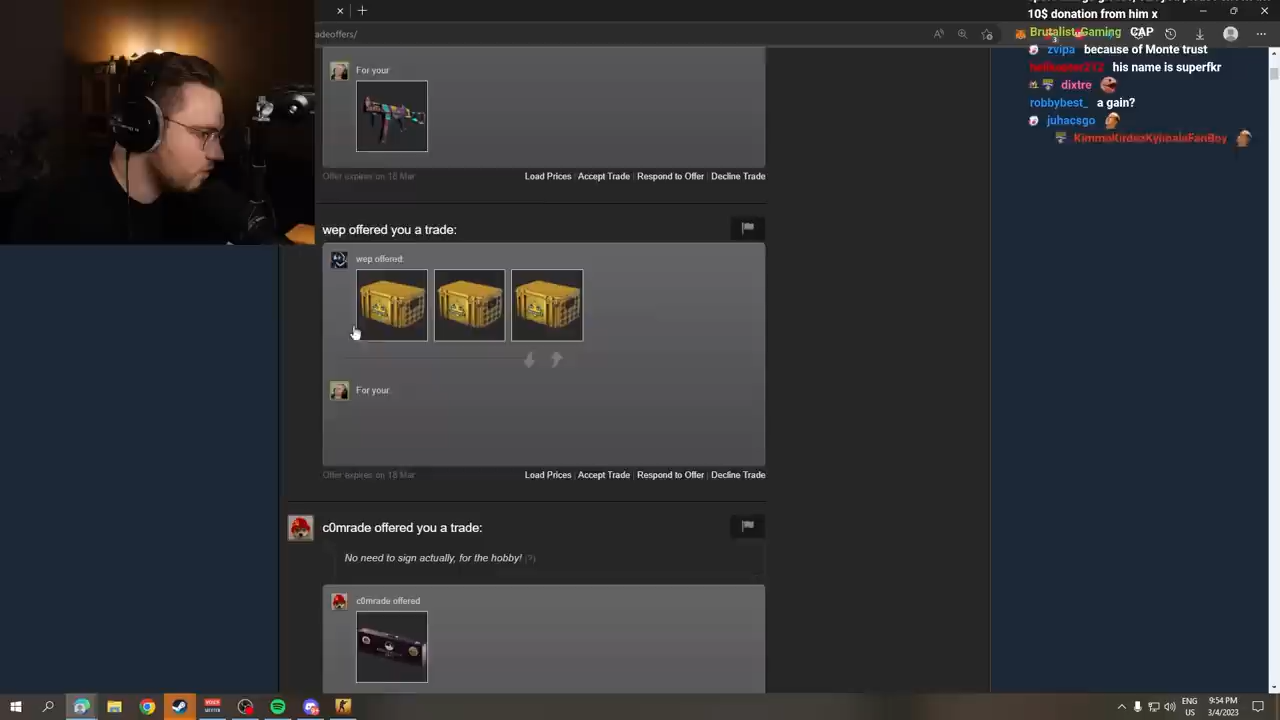 10$ donation from him x
Brutalist_Gaming CAP
zvipa because of Monte trust
his name is superfkr
dixtre
robbybest_ a gain?
juhacsgo
adeoffers/
For your
Offer expires on 18 Mar
Load Prices | Accept Trade | Respond to Offer | Decline Trade
wep offered you a trade:
wep offered:
For your
Offer expires on 18 Mar
Load Prices | Accept Trade | Respond to Offer | Decline Trade
c0mrade offered you a trade:
No need to sign actually, for the hobby! (?)
c0mrade offered
ENG
US
9:54 PM
3/4/2023